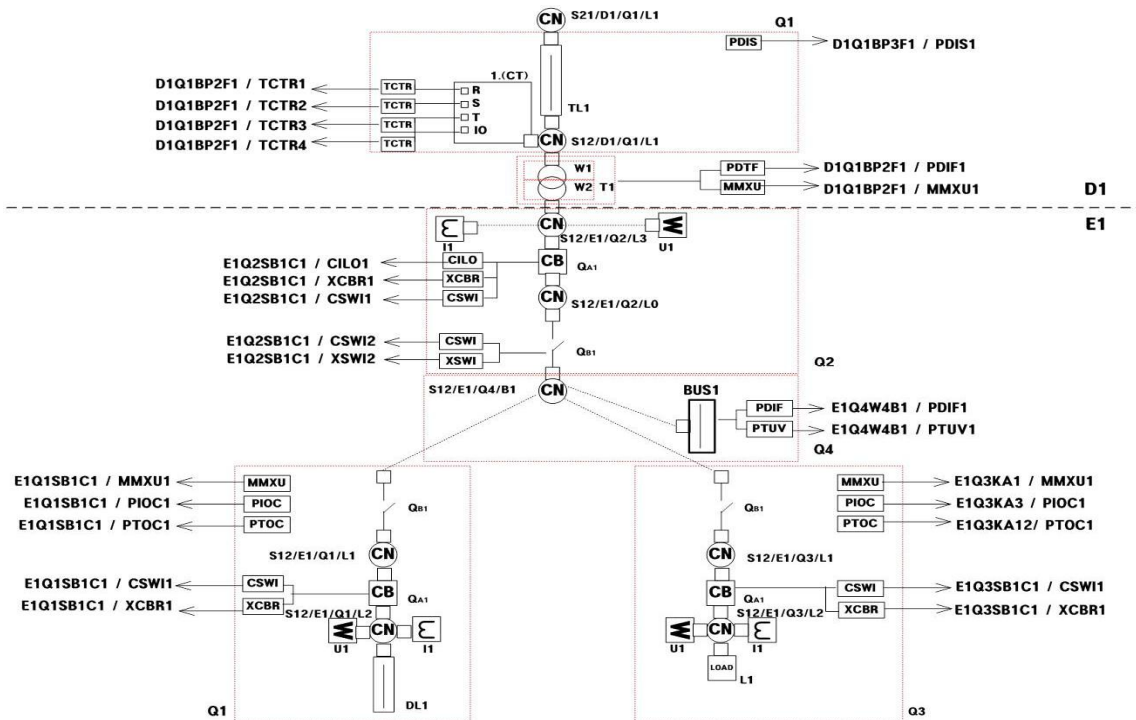 CN S21/D1/Q1/L1
Q1
PDIS D1Q1BP3F1 / PDIS1
1.(CT)
D1Q1BP2F1 / TCTR1 TCTR R
D1Q1BP2F1 / TCTR2 TCTR S
D1Q1BP2F1 / TCTR3 TCTR T
D1Q1BP2F1 / TCTR4 TCTR IO
TL1
CN
S12/D1/Q1/L1
W1
W2 T1
PDTF D1Q1BP2F1 / PDIF1
MMXU D1Q1BP2F1 / MMXU1
D1
E1
I1 CN U1
S12/E1/Q2/L3
E1Q2SB1C1 / CILO1 CILO CB QA1
E1Q2SB1C1 / XCBR1 XCBR
E1Q2SB1C1 / CSWI1 CSWI CN S12/E1/Q2/L0
E1Q2SB1C1 / CSWI2 CSWI QB1
E1Q2SB1C1 / XSWI2 XSWI
Q2
S12/E1/Q4/B1 CN BUS1
PDIF E1Q4W4B1 / PDIF1
PTUV E1Q4W4B1 / PTUV1
Q4
E1Q1SB1C1 / MMXU1 MMXU
E1Q1SB1C1 / PIOC1 PIOC QB1
E1Q1SB1C1 / PTOC1 PTOC
S12/E1/Q1/L1 CN
E1Q1SB1C1 / CSWI1 CSWI CB QA1
E1Q1SB1C1 / XCBR1 XCBR
S12/E1/Q1/L2
U1 CN I1
DL1
Q1
MMXU E1Q3KA1 / MMXU1
QB1 PIOC E1Q3KA3 / PIOC1
PTOC E1Q3KA12/ PTOC1
CN S12/E1/Q3/L1
CB QA1 CSWI E1Q3SB1C1 / CSWI1
XCBR E1Q3SB1C1 / XCBR1
S12/E1/Q3/L2
U1 CN I1
LOAD
L1
Q3